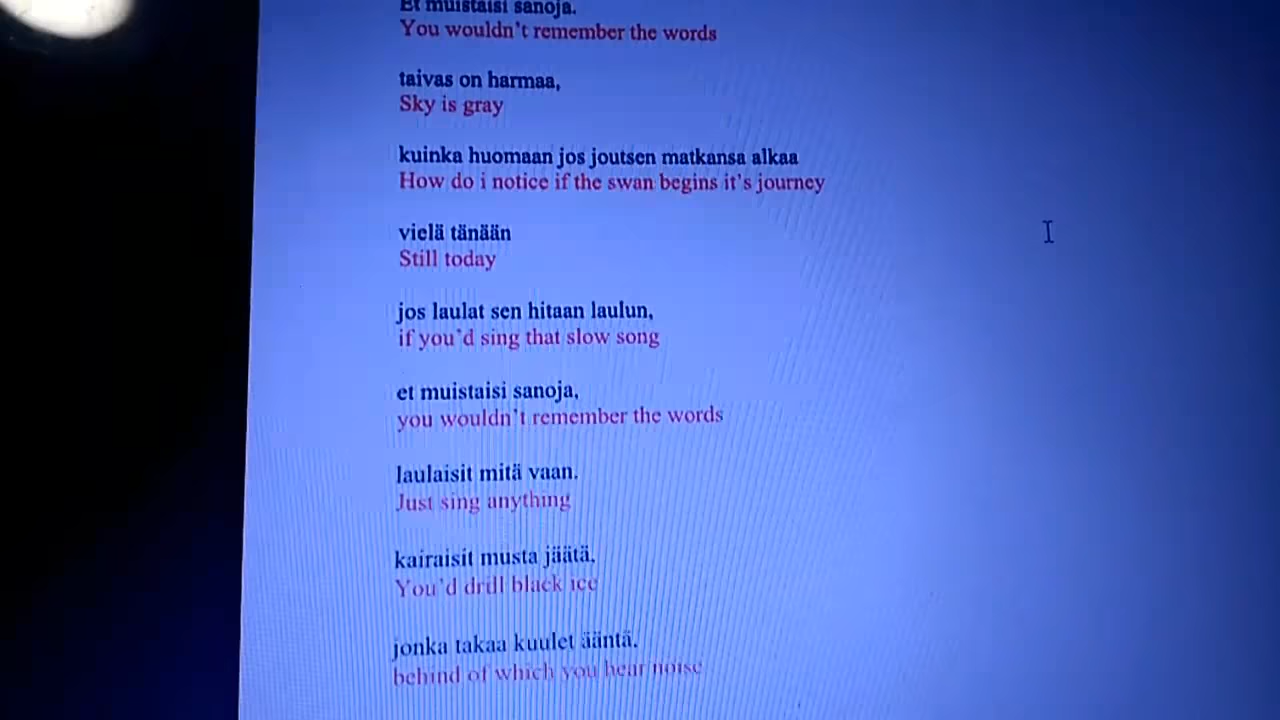 Et muistaisi sanoja.
You wouldn't remember the words
taivas on harmaa,
Sky is gray
kuinka huomaan jos joutsen matkansa alkaa
How do i notice if the swan begins it's journey
vielä tänään
Still today
jos laulat sen hitaan laulun,
if you'd sing that slow song
et muistaisi sanoja,
you wouldn't remember the words
laulaisit mitä vaan.
Just sing anything
kairaisit musta jäätä,
You'd drill black ice
jonka takaa kuulet ääntä.
behind of which you hear noise